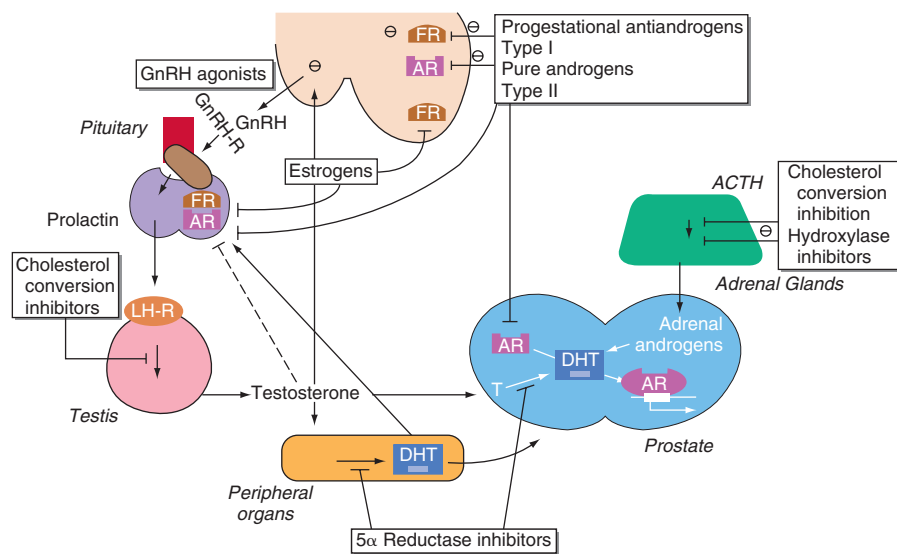 FR
⊖
⊖
Progestational antiandrogens
Type I
Pure androgens
Type II
⊖
AR
⊖
GnRH agonists
GnRH-R
GnRH
FR
Pituitary
Estrogens
FR
AR
Prolactin
ACTH
Cholesterol
conversion
inhibition
⊖
Hydroxylase
inhibitors
Adrenal Glands
Cholesterol
conversion
inhibitors
LH-R
Testis
Testosterone
AR
DHT
Adrenal
androgens
T
AR
Prostate
DHT
Peripheral
organs
5α Reductase inhibitors